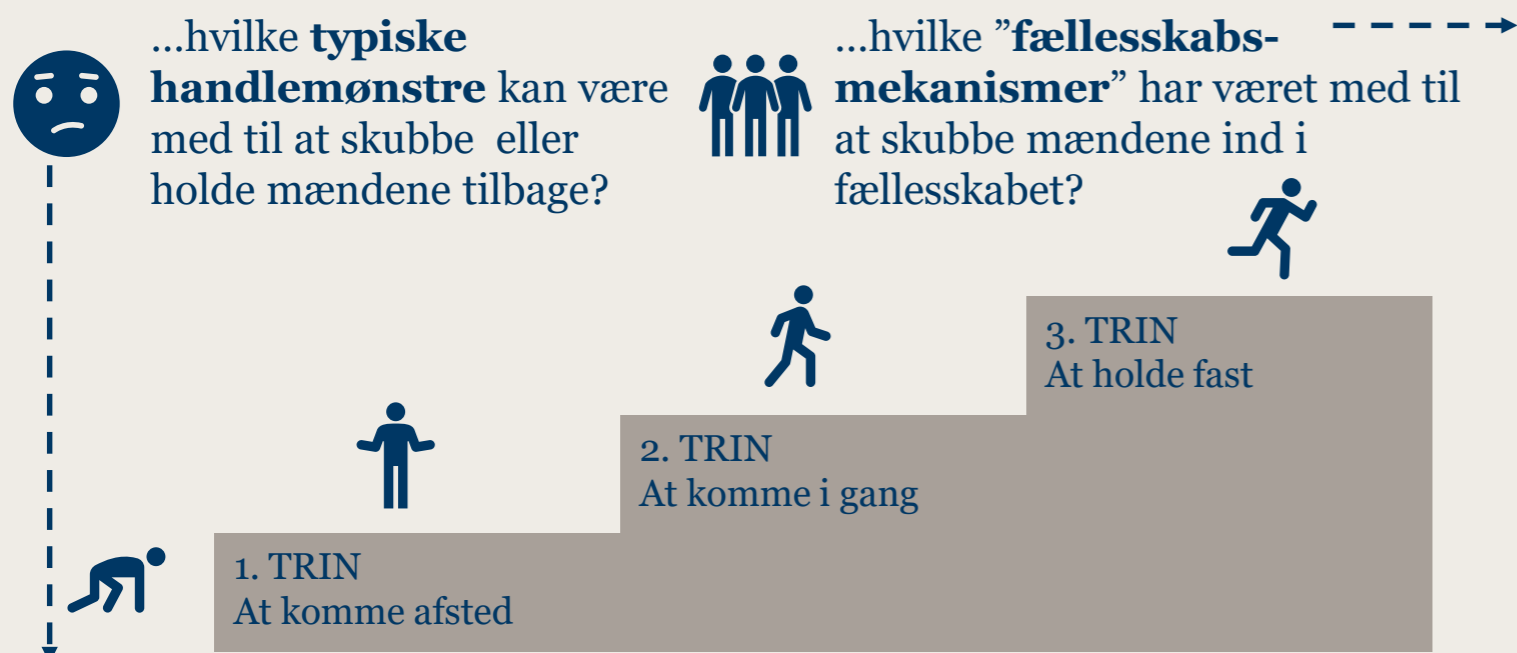 ...hvilke typiske
handlemønstre kan være
med til at skubbe eller
holde mændene tilbage?
...hvilke ”fællesskabs-
mekanismer” har været med til
at skubbe mændene ind i
fællesskabet?
3. TRIN
At holde fast
2. TRIN
At komme i gang
1. TRIN
At komme afsted